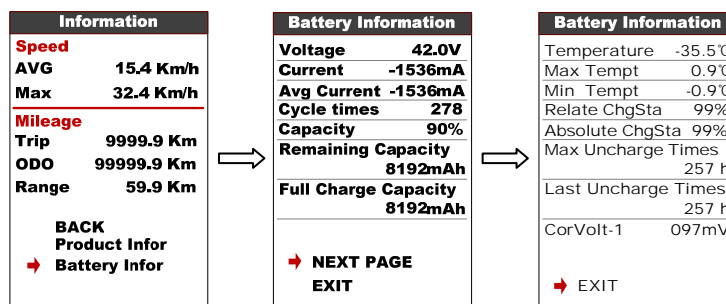 Information
Speed
AVG 15.4 Km/h
Max 32.4 Km/h
Mileage
Trip 9999.9 Km
ODO 99999.9 Km
Range 59.9 Km
BACK
Product Infor
Battery Infor
Battery Information
Voltage 42.0V
Current -1536mA
Avg Current -1536mA
Cycle times 278
Capacity 90%
Remaining Capacity
8192mAh
Full Charge Capacity
8192mAh
NEXT PAGE
EXIT
Battery Information
Temperature -35.5℃
Max Tempt 0.9℃
Min Tempt -0.9℃
Relate ChgSta 99%
Absolute ChgSta 99%
Max Uncharge Times
257 h
Last Uncharge Times
257 h
CorVolt-1 097mV
EXIT